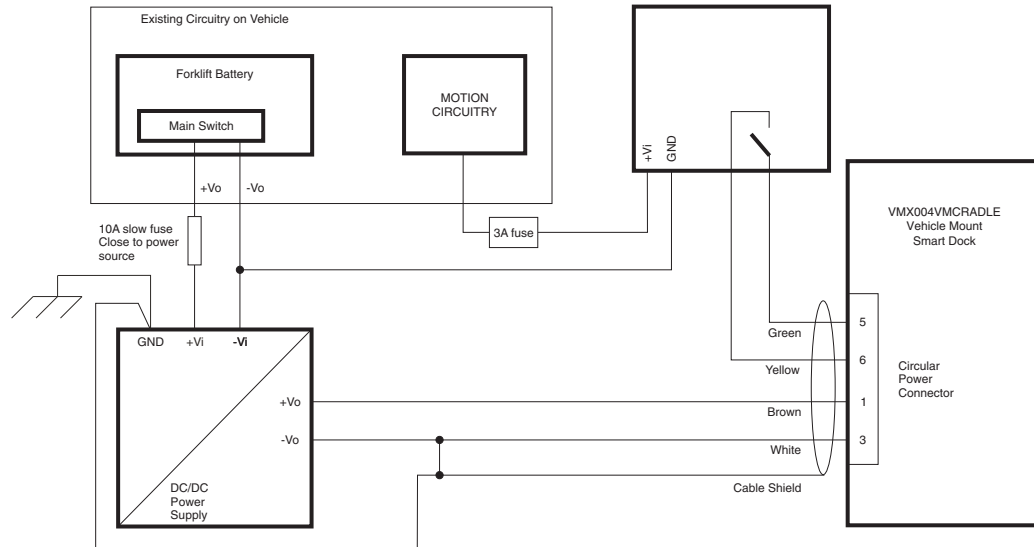 Existing Circuitry on Vehicle
Forklift Battery
Main Switch
MOTION
CIRCUITRY
+Vi
GND
+Vo
-Vo
10A slow fuse
Close to power
source
3A fuse
VMX004VMCRADLE
Vehicle Mount
Smart Dock
GND
+Vi
-Vi
Green
5
Yellow
6
Circular
Power
Connector
+Vo
Brown
1
-Vo
White
3
Cable Shield
DC/DC
Power
Supply